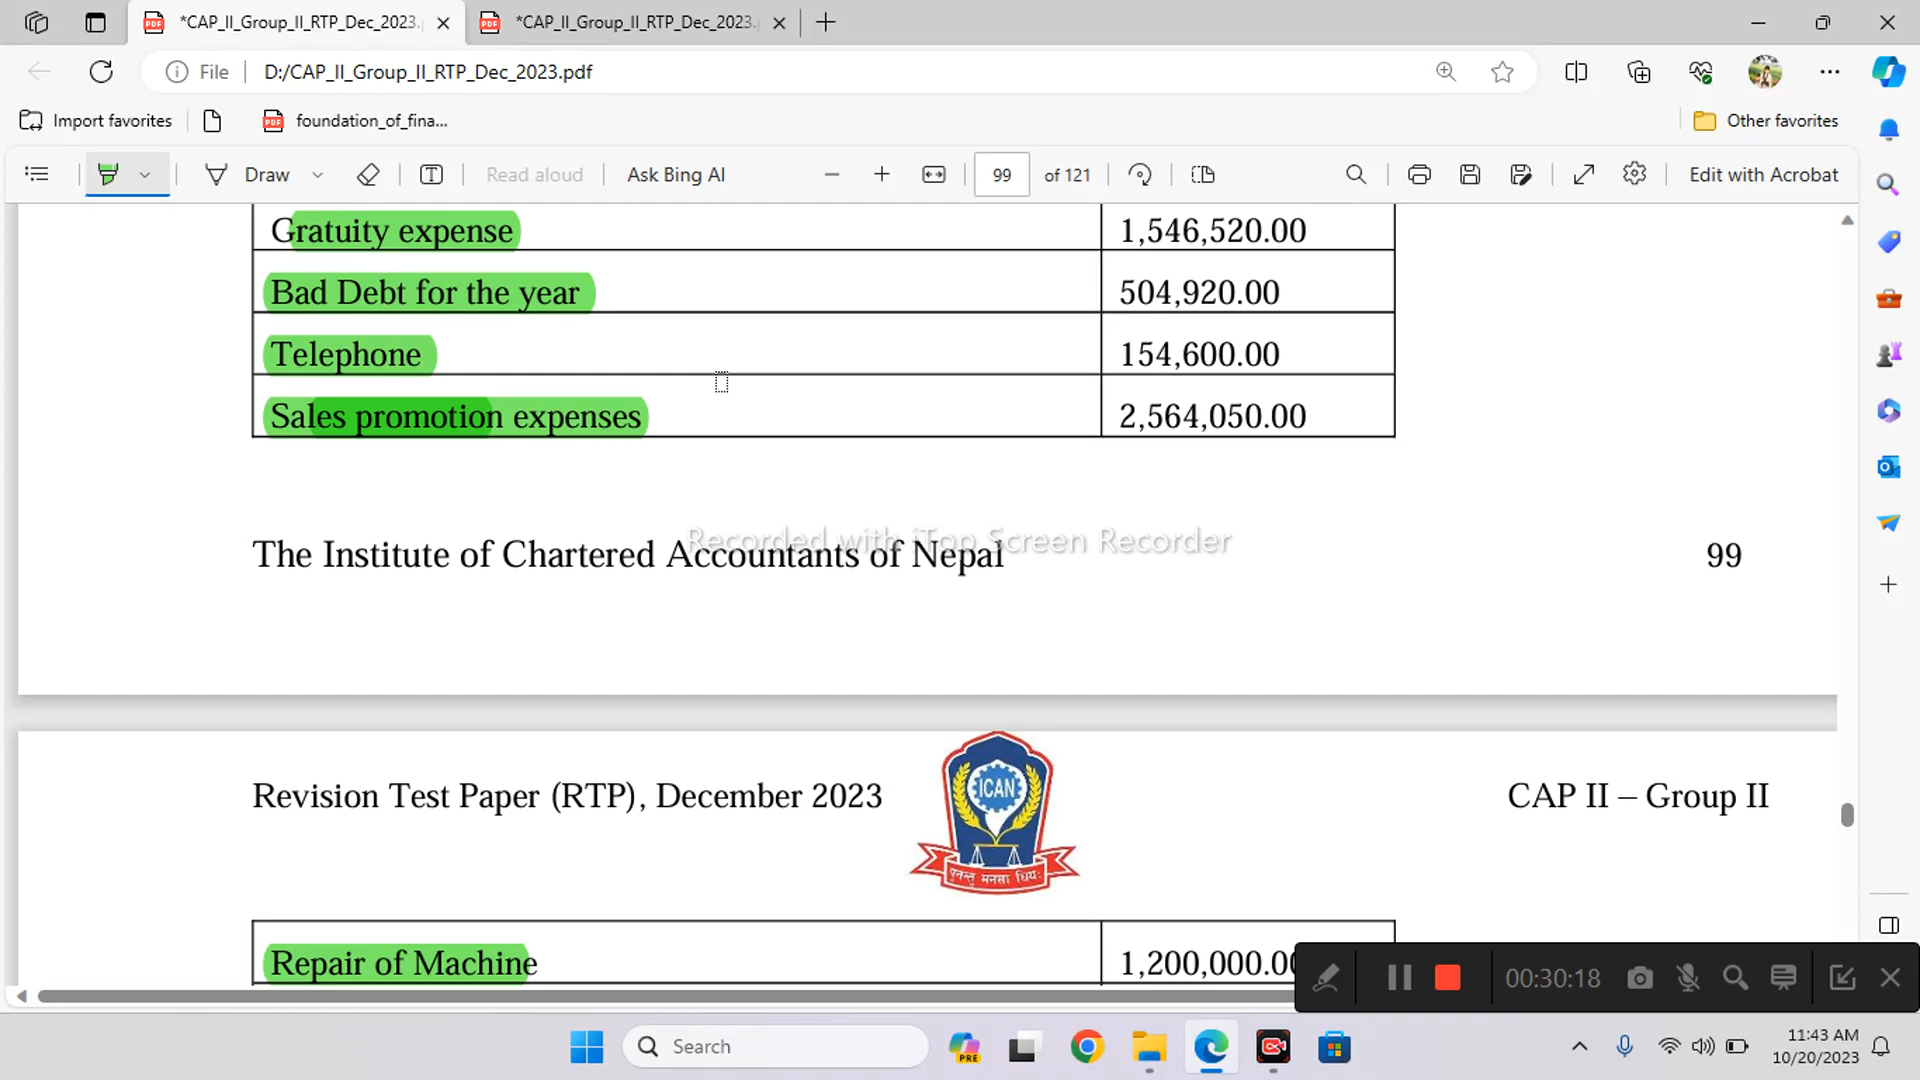 *CAP_II_Group_II_RTP_Dec_2023.
*CAP_II_Group_II_RTP_Dec_2023.
File
D:/CAP_II_Group_II_RTP_Dec_2023.pdf
Import favorites
foundation_of_fina...
Other favorites
Draw
Read aloud
Ask Bing AI
99
of 121
Edit with Acrobat
Gratuity expense 1,546,520.00
Bad Debt for the year 504,920.00
Telephone 154,600.00
Sales promotion expenses 2,564,050.00
Recorded with iTop Screen Recorder
The Institute of Chartered Accountants of Nepal 99
Revision Test Paper (RTP), December 2023
ICAN
पुनन्तु मनसा धियः
CAP II – Group II
Repair of Machine 1,200,000.00
00:30:18
Search
PRE
11:43 AM
10/20/2023